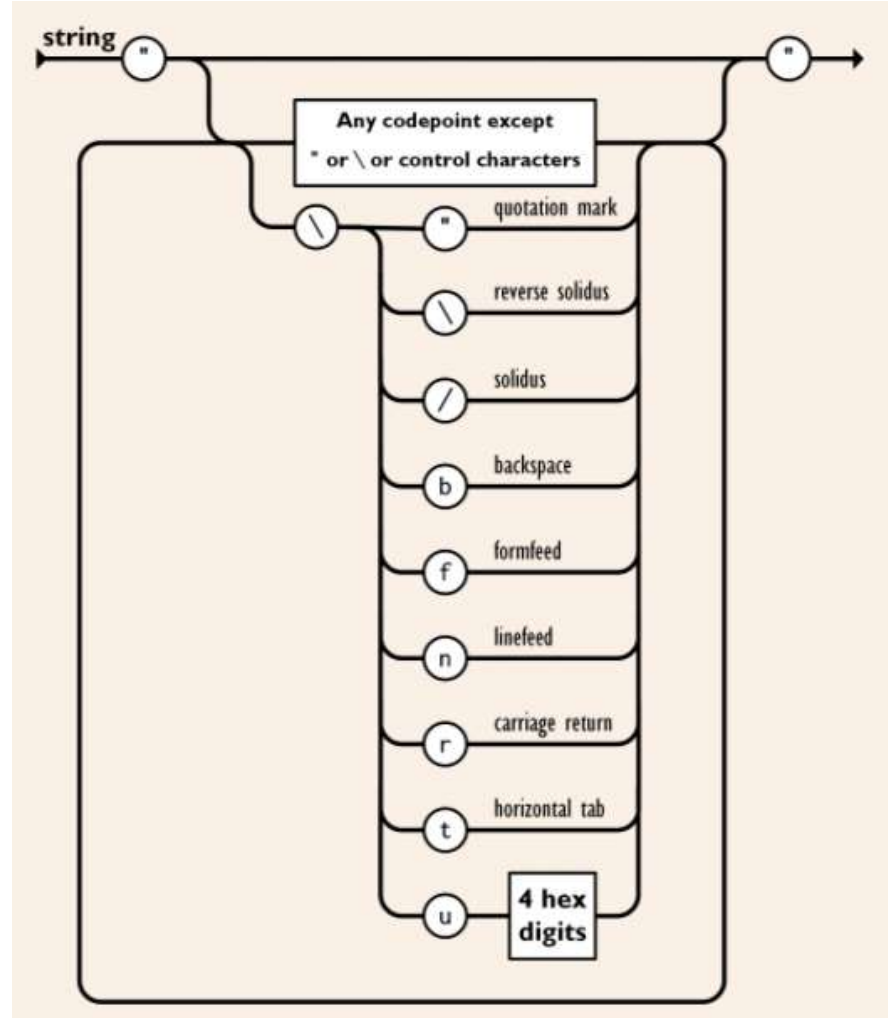 string
" "
Any codepoint except
" or \ or control characters
\
" quotation mark
\ reverse solidus
/ solidus
b backspace
f formfeed
n linefeed
r carriage return
t horizontal tab
u 4 hex
digits